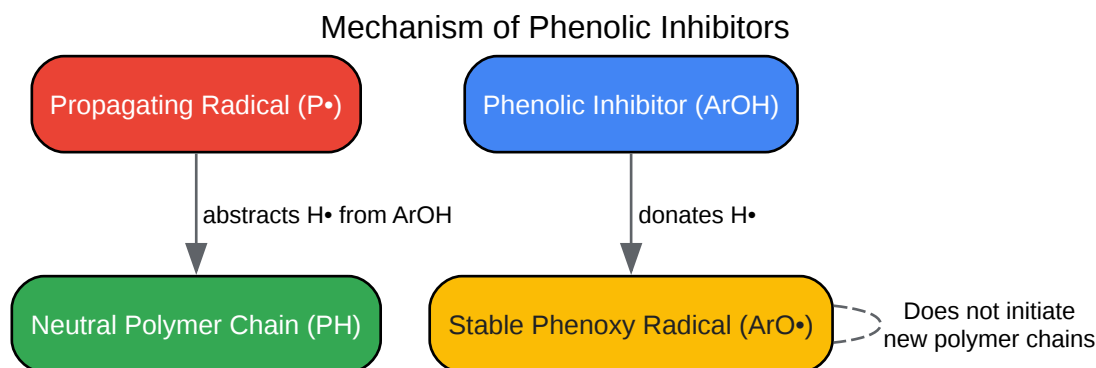 Mechanism of Phenolic Inhibitors
Propagating Radical (P•)
Phenolic Inhibitor (ArOH)
abstracts H• from ArOH
donates H•
Neutral Polymer Chain (PH)
Stable Phenoxy Radical (ArO•)
Does not initiate
new polymer chains